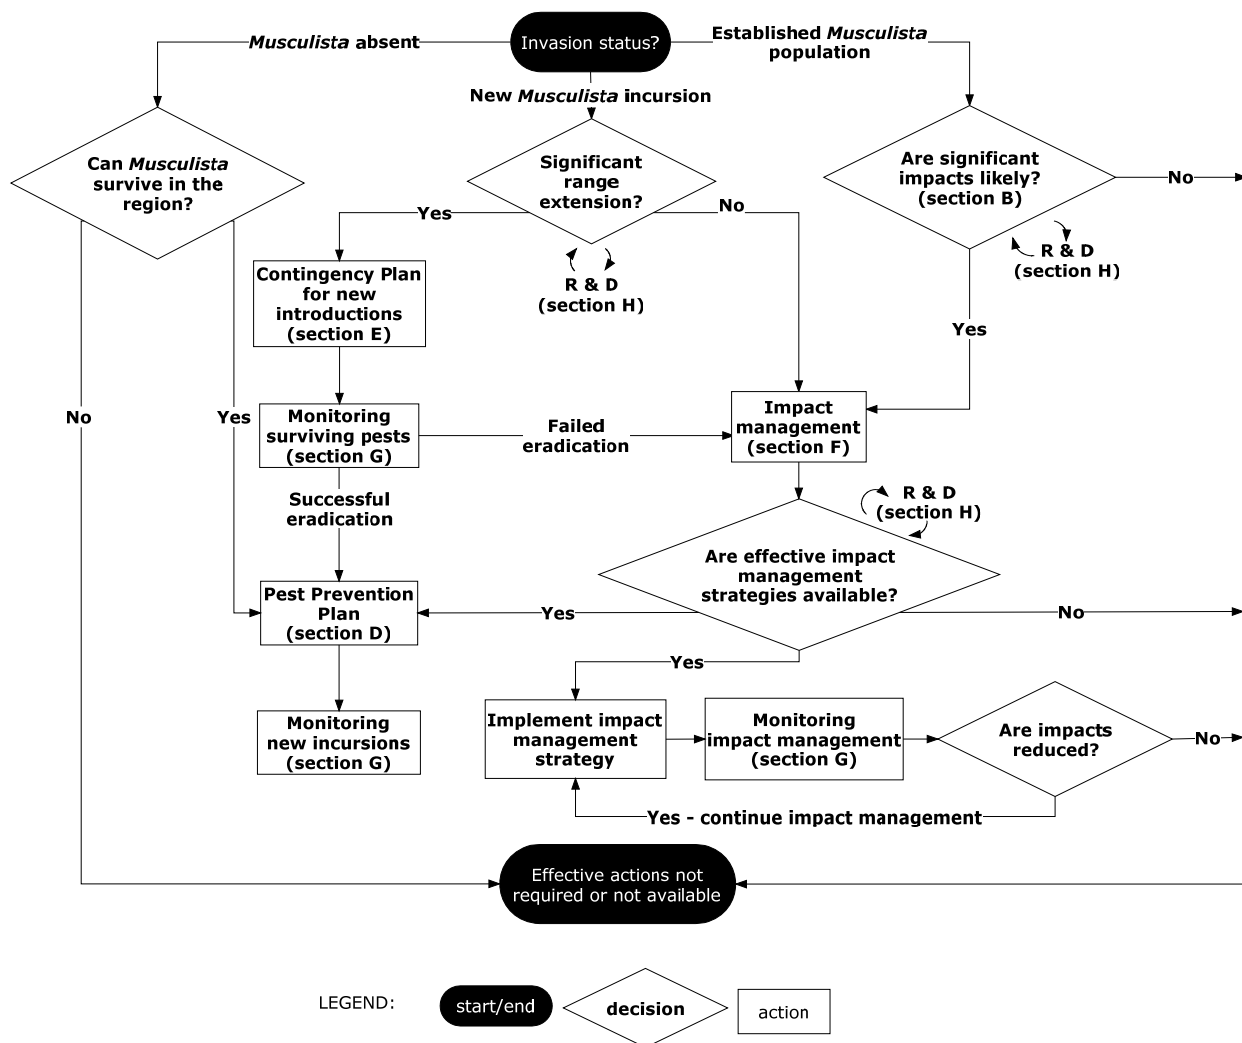 Invasion status?
Musculista absent
Established Musculista
population
New Musculista incursion
Can Musculista
survive in the
region?
Significant
range
extension?
Are significant
impacts likely?
(section B)
No
Yes
No
R & D
(section H)
R & D
(section H)
Contingency Plan
for new
introductions
(section E)
Yes
No
Yes
Monitoring
surviving pests
(section G)
Failed
eradication
Impact
management
(section F)
Successful
eradication
R & D
(section H)
Are effective impact
management
strategies available?
Pest Prevention
Plan
(section D)
Yes
No
Yes
Monitoring
new incursions
(section G)
Implement impact
management
strategy
Monitoring
impact management
(section G)
Are impacts
reduced?
No
Yes - continue impact management
Effective actions not
required or not available
LEGEND:
start/end
decision
action